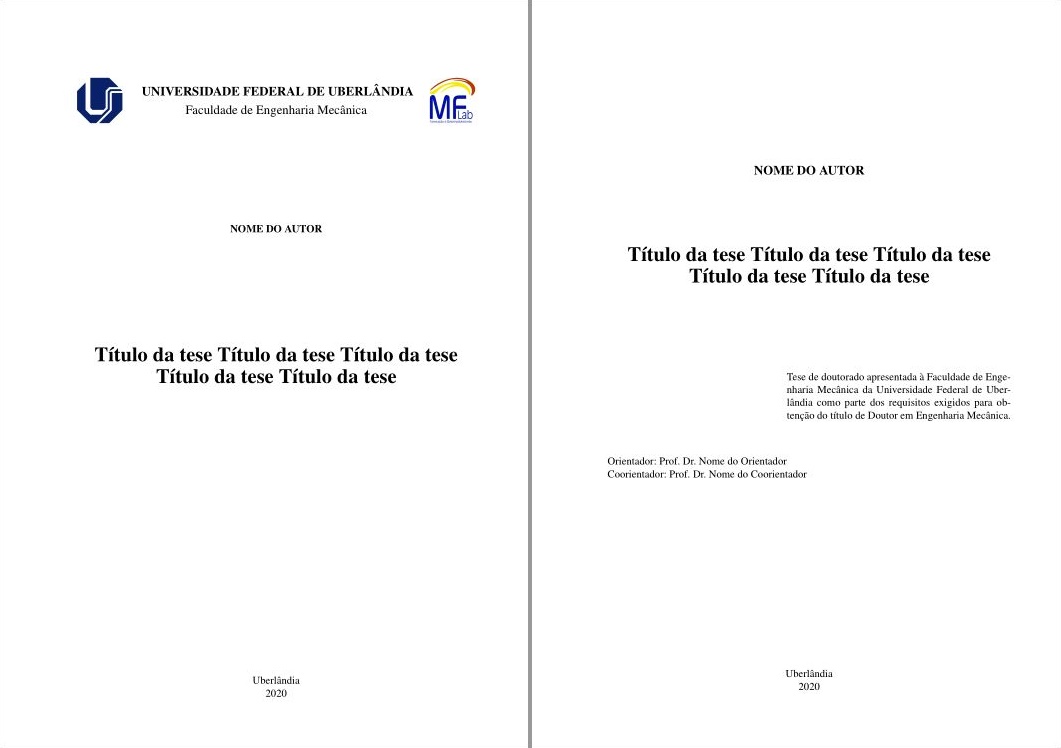 UNIVERSIDADE FEDERAL DE UBERLÂNDIA
Faculdade de Engenharia Mecânica
MFLab
NOME DO AUTOR
Título da tese Título da tese Título da tese
Título da tese Título da tese
Uberlândia
2020
NOME DO AUTOR
Título da tese Título da tese Título da tese
Título da tese Título da tese
Tese de doutorado apresentada à Faculdade de Enge-
nharia Mecânica da Universidade Federal de Uber-
lândia como parte dos requisitos exigidos para ob-
tenção do título de Doutor em Engenharia Mecânica.
Orientador: Prof. Dr. Nome do Orientador
Coorientador: Prof. Dr. Nome do Coorientador
Uberlândia
2020